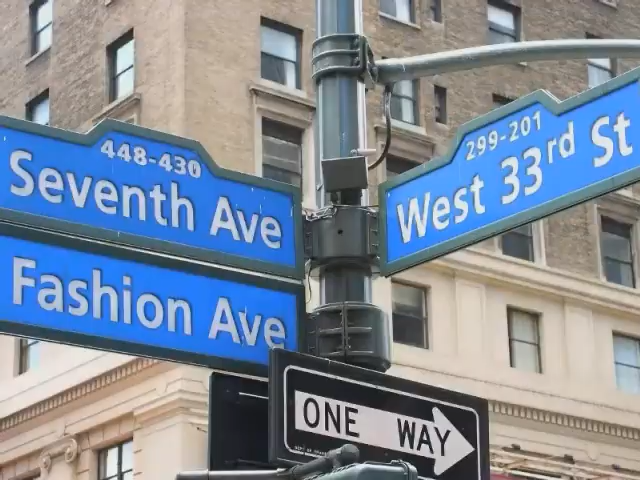 448-430
Seventh Ave
Fashion Ave
299-201
West 33rd St
ONE WAY